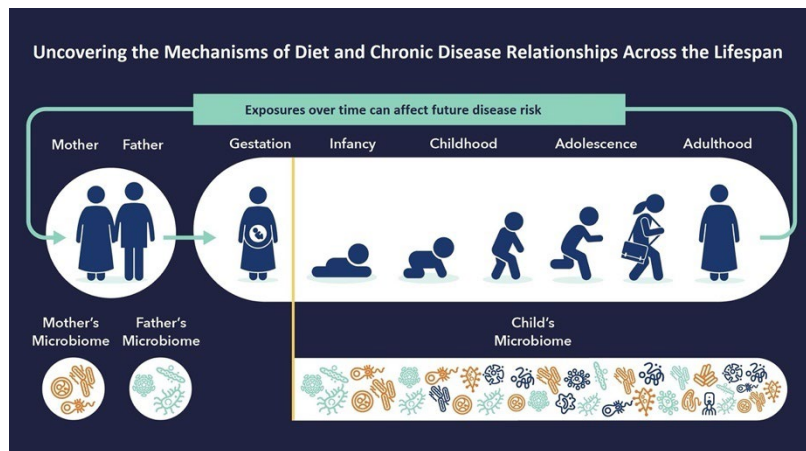 Uncovering the Mechanisms of Diet and Chronic Disease Relationships Across the Lifespan
Exposures over time can affect future disease risk
Mother
Father
Gestation
Infancy
Childhood
Adolescence
Adulthood
Mother's
Microbiome
Father's
Microbiome
Child's
Microbiome